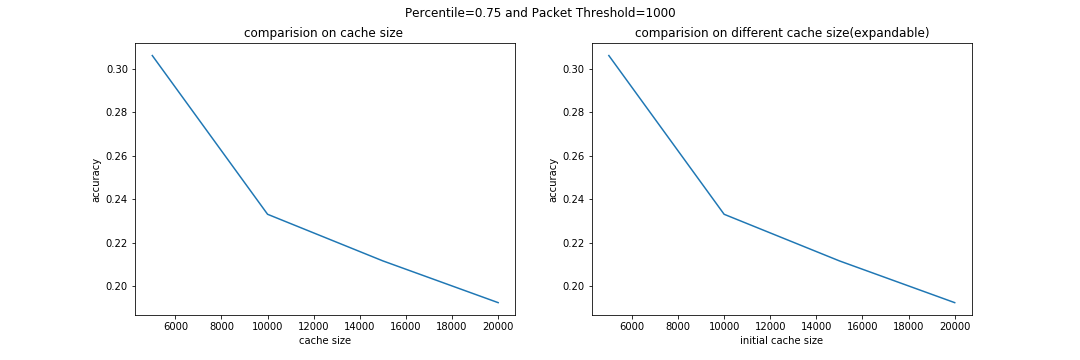 Percentile=0.75 and Packet Threshold=1000
comparision on cache size
accuracy
0.30
0.28
0.26
0.24
0.22
0.20
6000 8000 10000 12000 14000 16000 18000 20000
cache size
comparision on different cache size(expandable)
accuracy
0.30
0.28
0.26
0.24
0.22
0.20
6000 8000 10000 12000 14000 16000 18000 20000
initial cache size